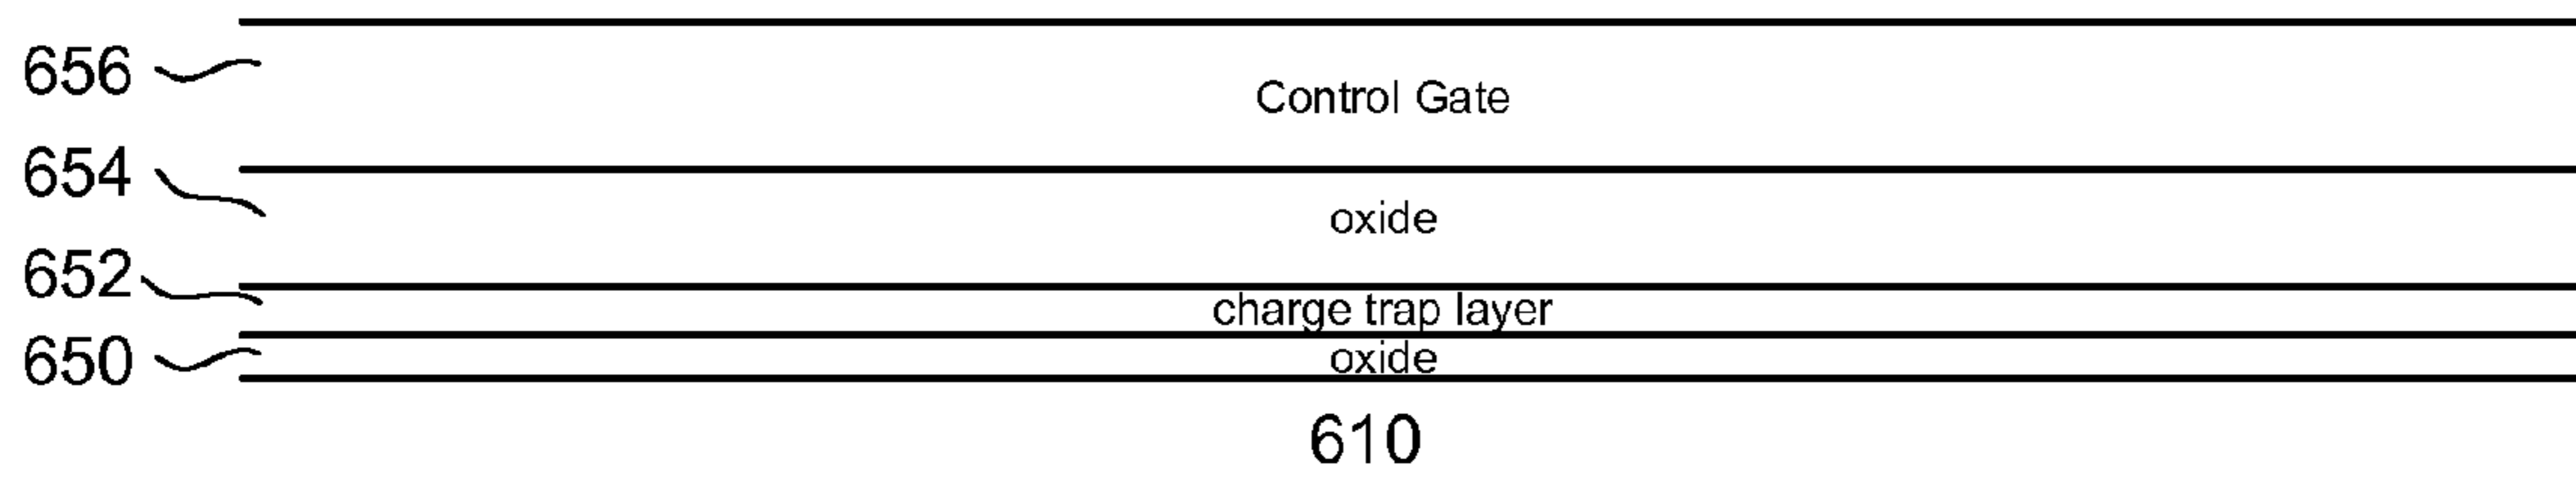 656
Control Gate
654
oxide
652
charge trap layer
650
oxide
610